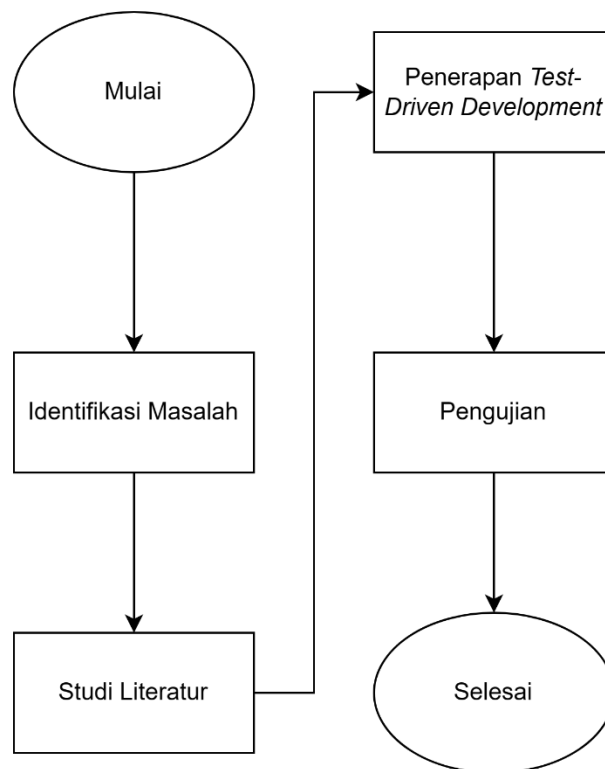 Mulai
Identifikasi Masalah
Studi Literatur
Penerapan Test-
Driven Development
Pengujian
Selesai